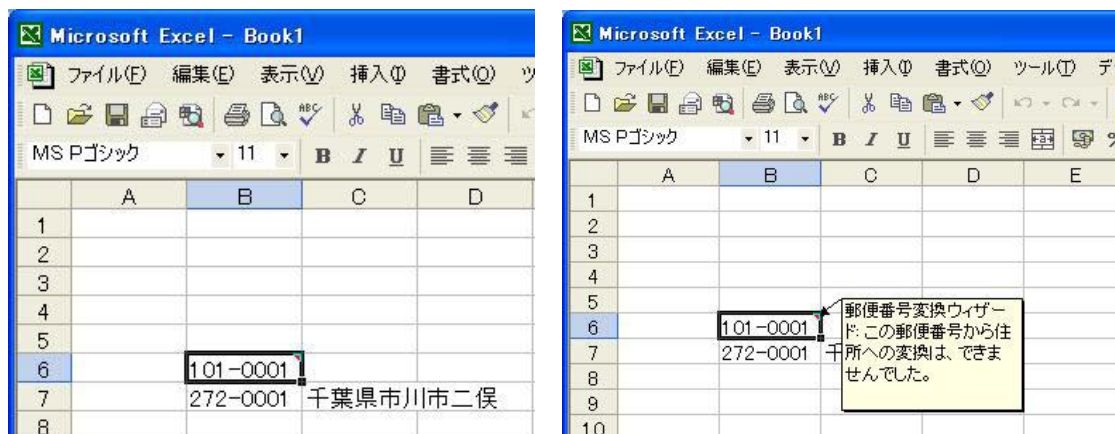 Microsoft Excel - Book1
ファイル(F) 編集(E) 表示(V) 挿入(I) 書式(O) ツ
MS Pゴシック 11 B I U
A B C D
1
2
3
4
5
6 101-0001
7 272-0001 千葉県市川市二俣
8
Microsoft Excel - Book1
ファイル(F) 編集(E) 表示(V) 挿入(I) 書式(O) ツール(T) デ
MS Pゴシック 11 B I U
A B C D E
1
2
3
4
5
6 101-0001
7 272-0001 千
8
9
10
郵便番号変換ウィザー
ド: この郵便番号から住
所への変換は、できま
せんでした。